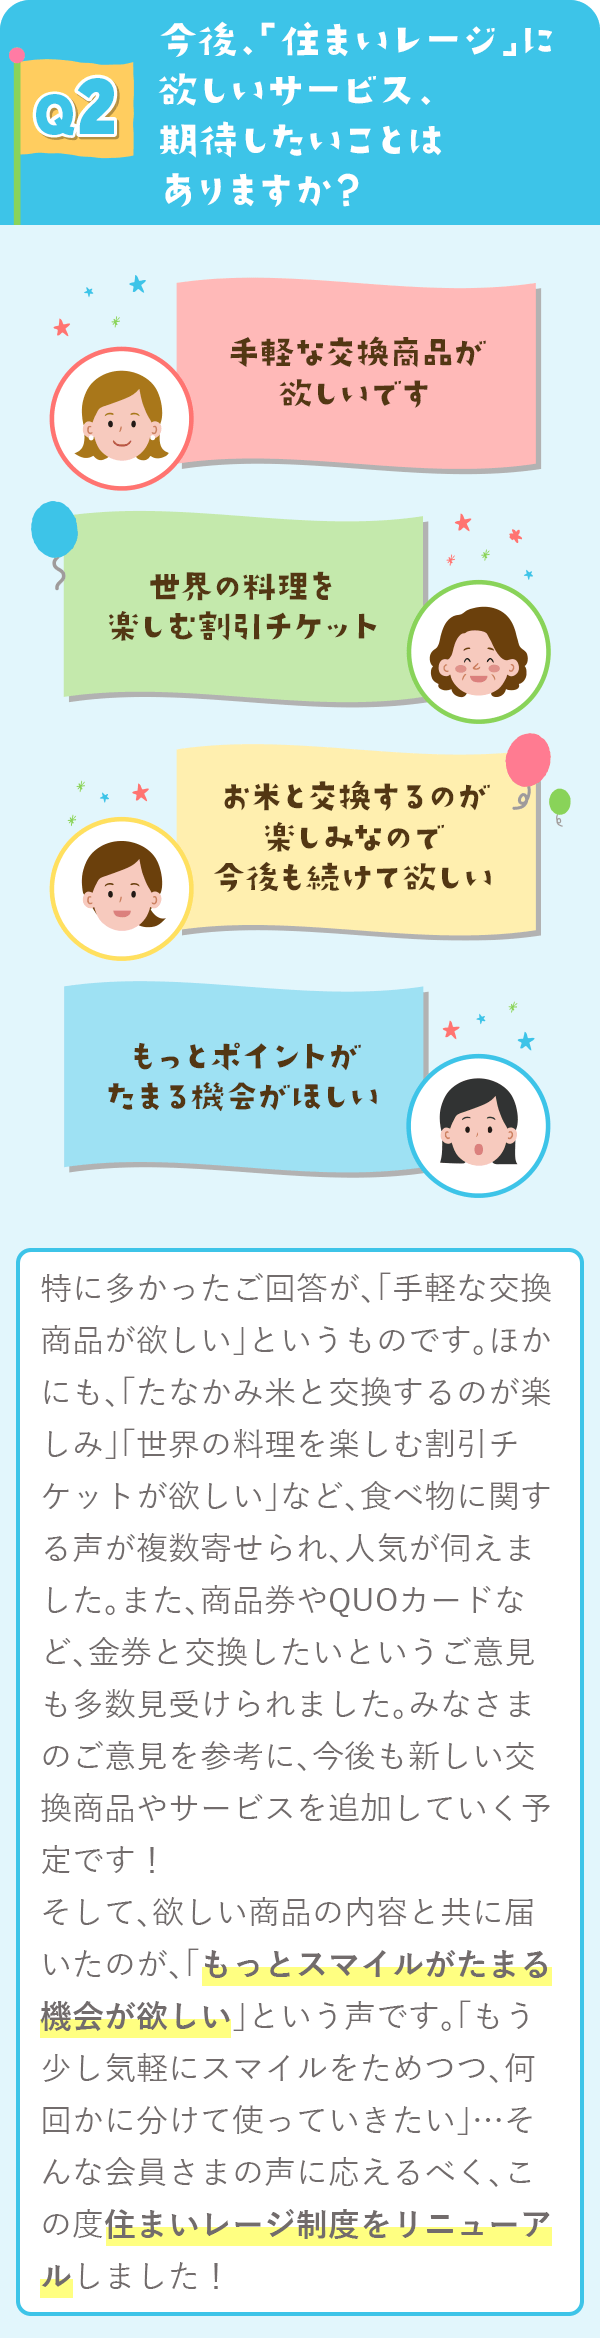 Q2
今後、「住まいレージ」に
欲しいサービス、
期待したいことは
ありますか？
手軽な交換商品が
欲しいです
世界の料理を
楽しむ割引チケット
お米と交換するのが
楽しみなので
今後も続けて欲しい
もっとポイントが
たまる機会がほしい
特に多かったご回答が、「手軽な交換
商品が欲しい」というものです。ほか
にも、「たなかみ米と交換するのが楽
しみ」「世界の料理を楽しむ割引チ
ケットが欲しい」など、食べ物に関す
る声が複数寄せられ、人気が伺えま
した。また、商品券やQUOカードな
ど、金券と交換したいというご意見
も多数見受けられました。みなさま
のご意見を参考に、今後も新しい交
換商品やサービスを追加していく予
定です！
そして、欲しい商品の内容と共に届
いたのが、「もっとスマイルがたまる
機会が欲しい」という声です。「もう
少し気軽にスマイルをためつつ、何
回かに分けて使っていきたい」…そ
んな会員さまの声に応えるべく、こ
の度住まいレージ制度をリニューア
ルしました！